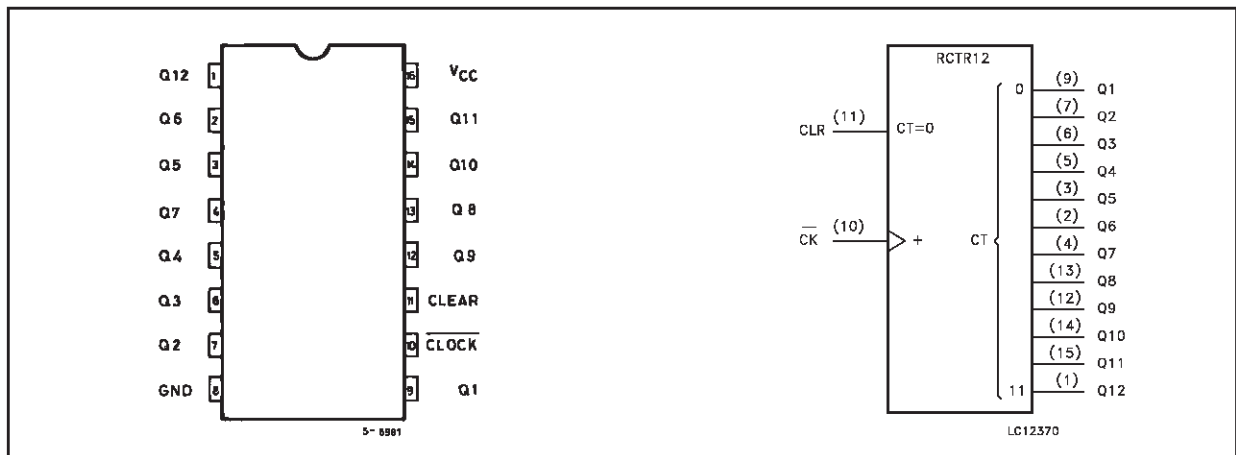 Q12 1 16 VCC
Q6 2 15 Q11
Q5 3 14 Q10
Q7 4 13 Q8
Q4 5 12 Q9
Q3 6 11 CLEAR
Q2 7 10 C̅L̅O̅C̅K̅
GND 8 9 Q1
S-6981
RCTR12
0 (9) Q1
(7) Q2
CLR (11) CT=0 (6) Q3
(5) Q4
(3) Q5
(2) Q6
C̅K̅ (10) + CT (4) Q7
(13) Q8
(12) Q9
(14) Q10
(15) Q11
11 (1) Q12
LC12370